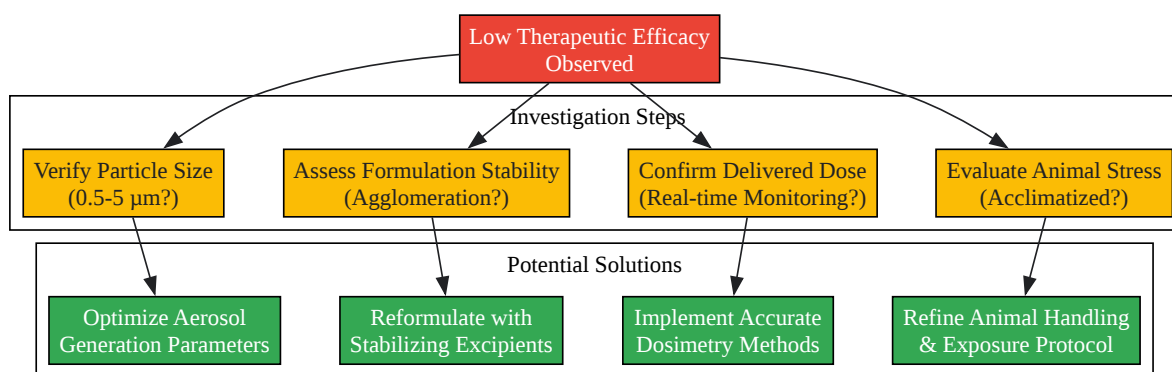 Low Therapeutic Efficacy
Observed
Investigation Steps
Verify Particle Size
(0.5-5 µm?)
Assess Formulation Stability
(Agglomeration?)
Confirm Delivered Dose
(Real-time Monitoring?)
Evaluate Animal Stress
(Acclimatized?)
Potential Solutions
Optimize Aerosol
Generation Parameters
Reformulate with
Stabilizing Excipients
Implement Accurate
Dosimetry Methods
Refine Animal Handling
& Exposure Protocol